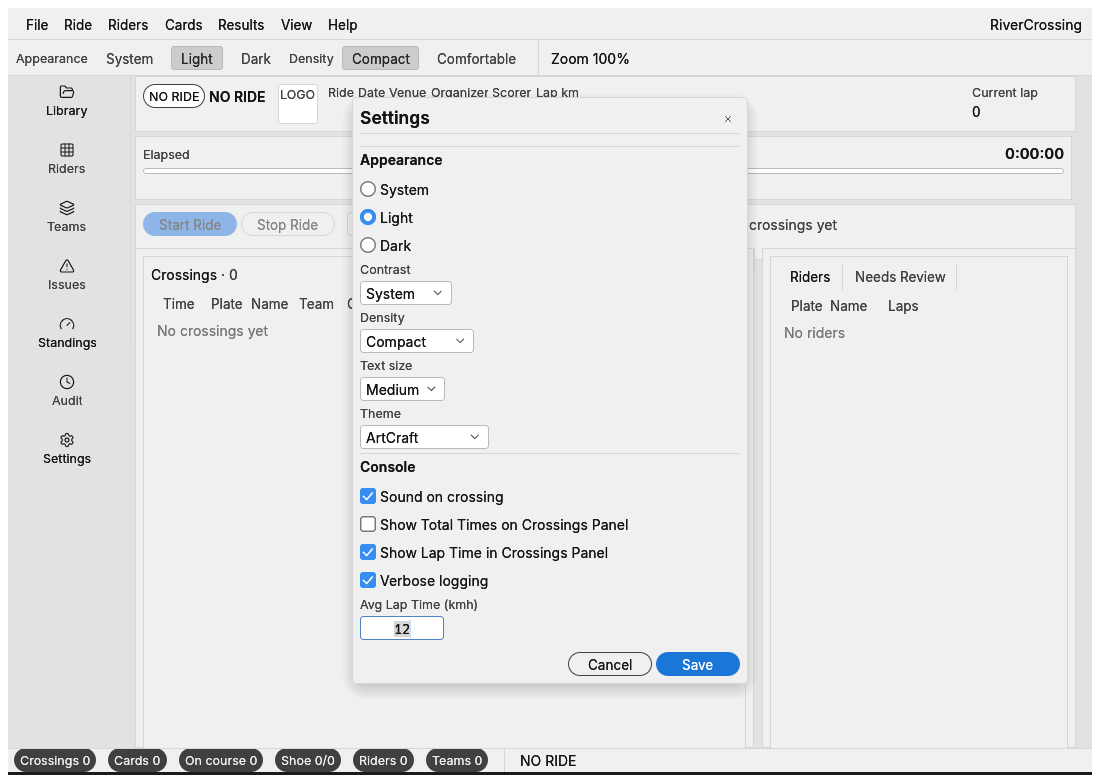 File Ride Riders Cards Results View Help RiverCrossing
Appearance System Light Dark Density Compact Comfortable Zoom 100%
Library
Riders
Teams
Issues
Standings
Audit
Settings
NO RIDE NO RIDE LOGO Ride Date Venue Organizer Scorer Lap km
Current lap
0
Elapsed 0:00:00
Start Ride Stop Ride crossings yet
Crossings · 0
Time Plate Name Team
No crossings yet
Riders Needs Review
Plate Name Laps
No riders
Settings ×
Appearance
System
Light
Dark
Contrast
System
Density
Compact
Text size
Medium
Theme
ArtCraft
Console
Sound on crossing
Show Total Times on Crossings Panel
Show Lap Time in Crossings Panel
Verbose logging
Avg Lap Time (kmh)
12
Cancel Save
Crossings 0 Cards 0 On course 0 Shoe 0/0 Riders 0 Teams 0 NO RIDE